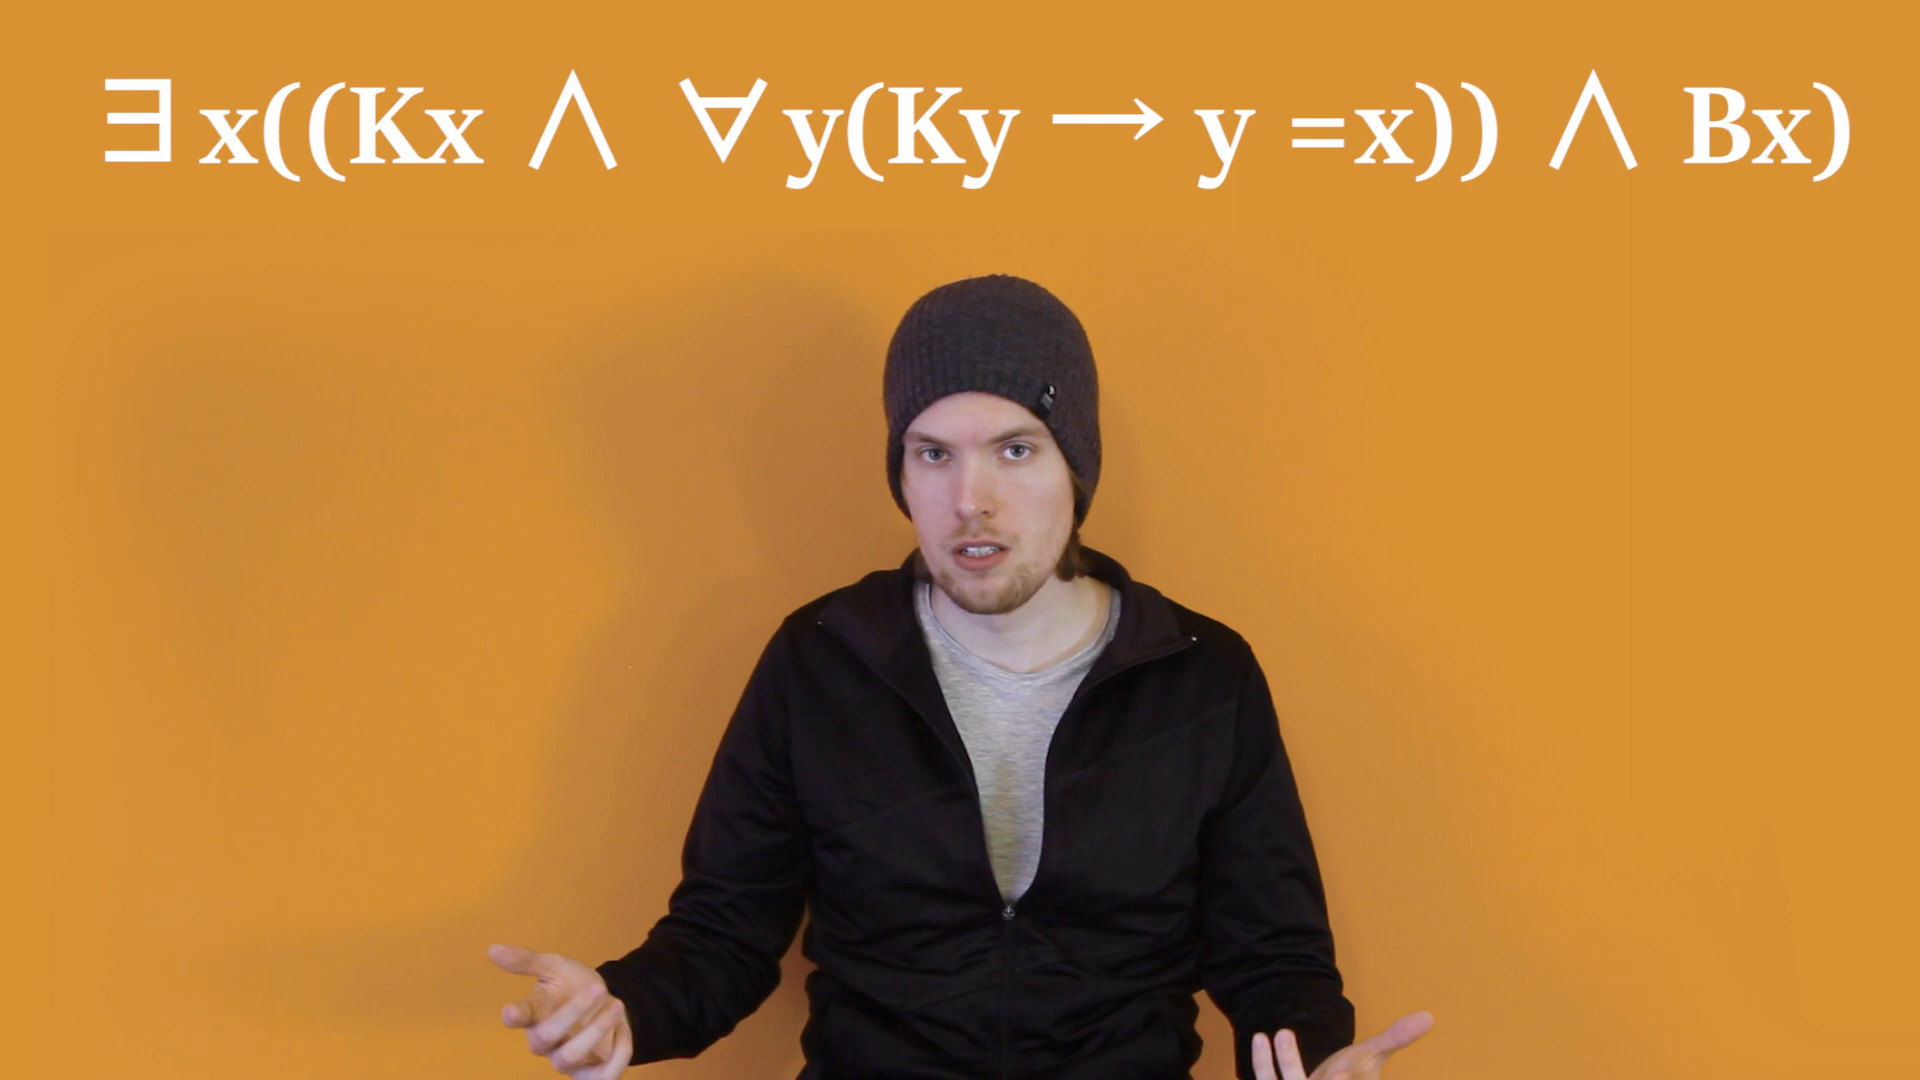 ∃x((Kx ∧ ∀y(Ky → y =x)) ∧ Bx)